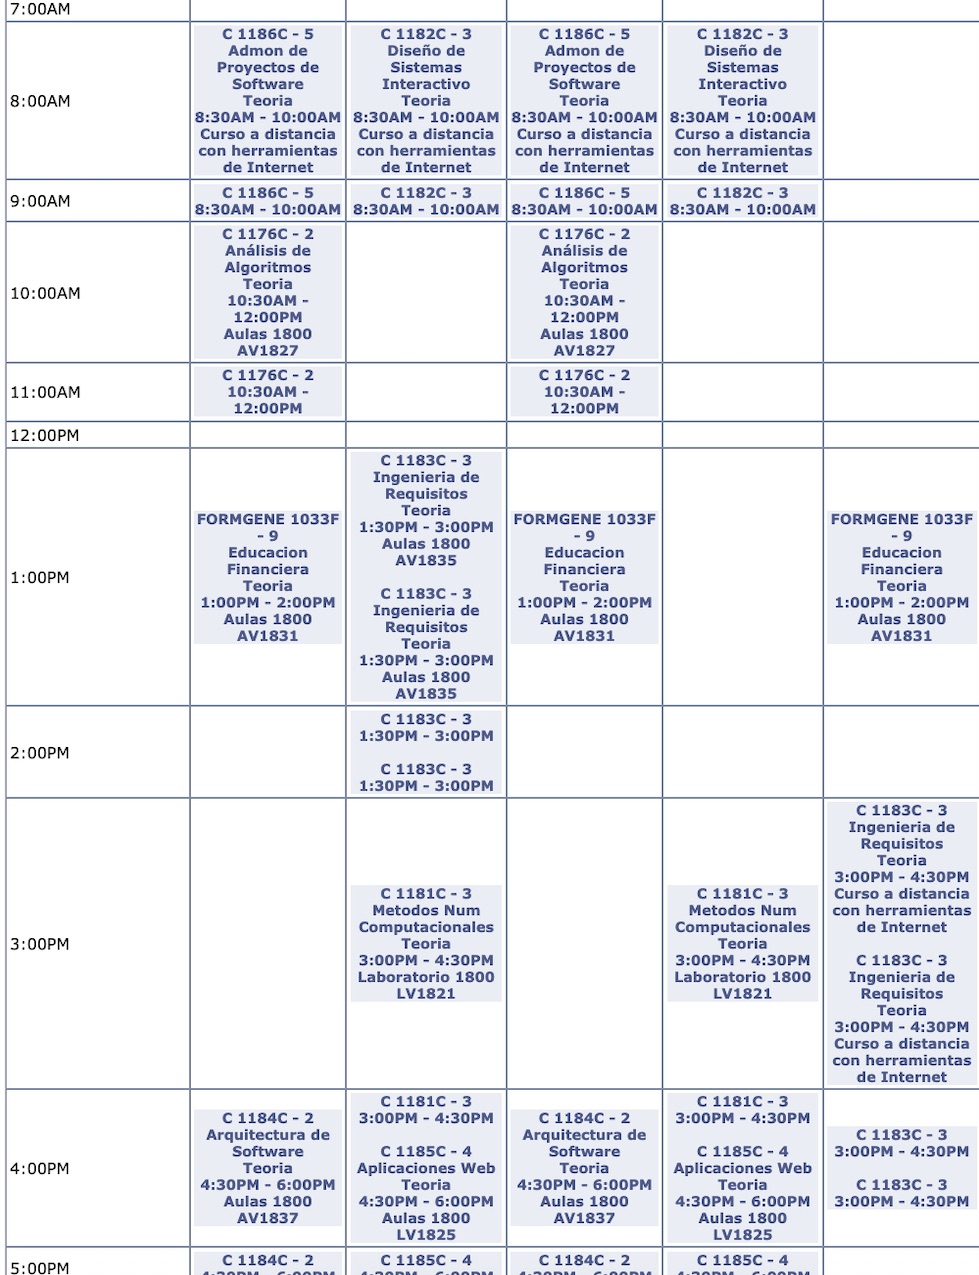 7:00AM
8:00AM
C 1186C - 5
Admon de
Proyectos de
Software
Teoria
8:30AM - 10:00AM
Curso a distancia
con herramientas
de Internet
C 1182C - 3
Diseño de
Sistemas
Interactivo
Teoria
8:30AM - 10:00AM
Curso a distancia
con herramientas
de Internet
C 1186C - 5
Admon de
Proyectos de
Software
Teoria
8:30AM - 10:00AM
Curso a distancia
con herramientas
de Internet
C 1182C - 3
Diseño de
Sistemas
Interactivo
Teoria
8:30AM - 10:00AM
Curso a distancia
con herramientas
de Internet
9:00AM
C 1186C - 5
8:30AM - 10:00AM
C 1182C - 3
8:30AM - 10:00AM
C 1186C - 5
8:30AM - 10:00AM
C 1182C - 3
8:30AM - 10:00AM
10:00AM
C 1176C - 2
Análisis de
Algoritmos
Teoria
10:30AM -
12:00PM
Aulas 1800
AV1827
C 1176C - 2
Análisis de
Algoritmos
Teoria
10:30AM -
12:00PM
Aulas 1800
AV1827
11:00AM
C 1176C - 2
10:30AM -
12:00PM
C 1176C - 2
10:30AM -
12:00PM
12:00PM
1:00PM
FORMGENE 1033F
- 9
Educacion
Financiera
Teoria
1:00PM - 2:00PM
Aulas 1800
AV1831
C 1183C - 3
Ingenieria de
Requisitos
Teoria
1:30PM - 3:00PM
Aulas 1800
AV1835
C 1183C - 3
Ingenieria de
Requisitos
Teoria
1:30PM - 3:00PM
Aulas 1800
AV1835
FORMGENE 1033F
- 9
Educacion
Financiera
Teoria
1:00PM - 2:00PM
Aulas 1800
AV1831
FORMGENE 1033F
- 9
Educacion
Financiera
Teoria
1:00PM - 2:00PM
Aulas 1800
AV1831
2:00PM
C 1183C - 3
1:30PM - 3:00PM
C 1183C - 3
1:30PM - 3:00PM
3:00PM
C 1181C - 3
Metodos Num
Computacionales
Teoria
3:00PM - 4:30PM
Laboratorio 1800
LV1821
C 1181C - 3
Metodos Num
Computacionales
Teoria
3:00PM - 4:30PM
Laboratorio 1800
LV1821
C 1183C - 3
Ingenieria de
Requisitos
Teoria
3:00PM - 4:30PM
Curso a distancia
con herramientas
de Internet
C 1183C - 3
Ingenieria de
Requisitos
Teoria
3:00PM - 4:30PM
Curso a distancia
con herramientas
de Internet
4:00PM
C 1184C - 2
Arquitectura de
Software
Teoria
4:30PM - 6:00PM
Aulas 1800
AV1837
C 1181C - 3
3:00PM - 4:30PM
C 1185C - 4
Aplicaciones Web
Teoria
4:30PM - 6:00PM
Aulas 1800
LV1825
C 1184C - 2
Arquitectura de
Software
Teoria
4:30PM - 6:00PM
Aulas 1800
AV1837
C 1181C - 3
3:00PM - 4:30PM
C 1185C - 4
Aplicaciones Web
Teoria
4:30PM - 6:00PM
Aulas 1800
LV1825
C 1183C - 3
3:00PM - 4:30PM
C 1183C - 3
3:00PM - 4:30PM
5:00PM
C 1184C - 2
4:30PM - 6:00PM
C 1185C - 4
4:30PM - 6:00PM
C 1184C - 2
4:30PM - 6:00PM
C 1185C - 4
4:30PM - 6:00PM